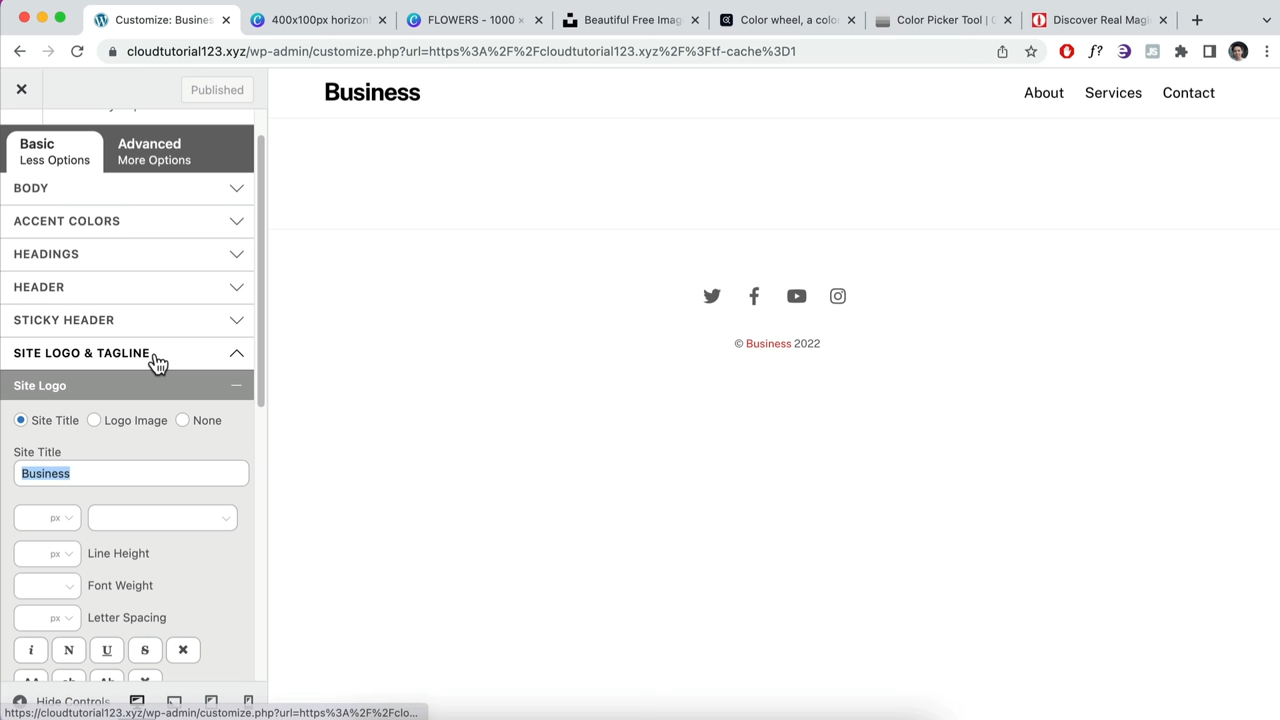 Customize: Busines
400x100px horizon
FLOWERS - 1000 ×
Beautiful Free Imag
Color wheel, a colo
Color Picker Tool | C
Discover Real Magi
cloudtutorial123.xyz/wp-admin/customize.php?url=https%3A%2F%2Fcloudtutorial123.xyz%2F%3Ftf-cache%3D1
Published
Business
About Services Contact
Basic
Less Options
Advanced
More Options
BODY
ACCENT COLORS
HEADINGS
HEADER
STICKY HEADER
SITE LOGO & TAGLINE
Site Logo
Site Title Logo Image None
Site Title
Business
px
px Line Height
Font Weight
px Letter Spacing
i N U S
Hide Controls
https://cloudtutorial123.xyz/wp-admin/customize.php?url=https%3A%2F%2Fclo...
© Business 2022